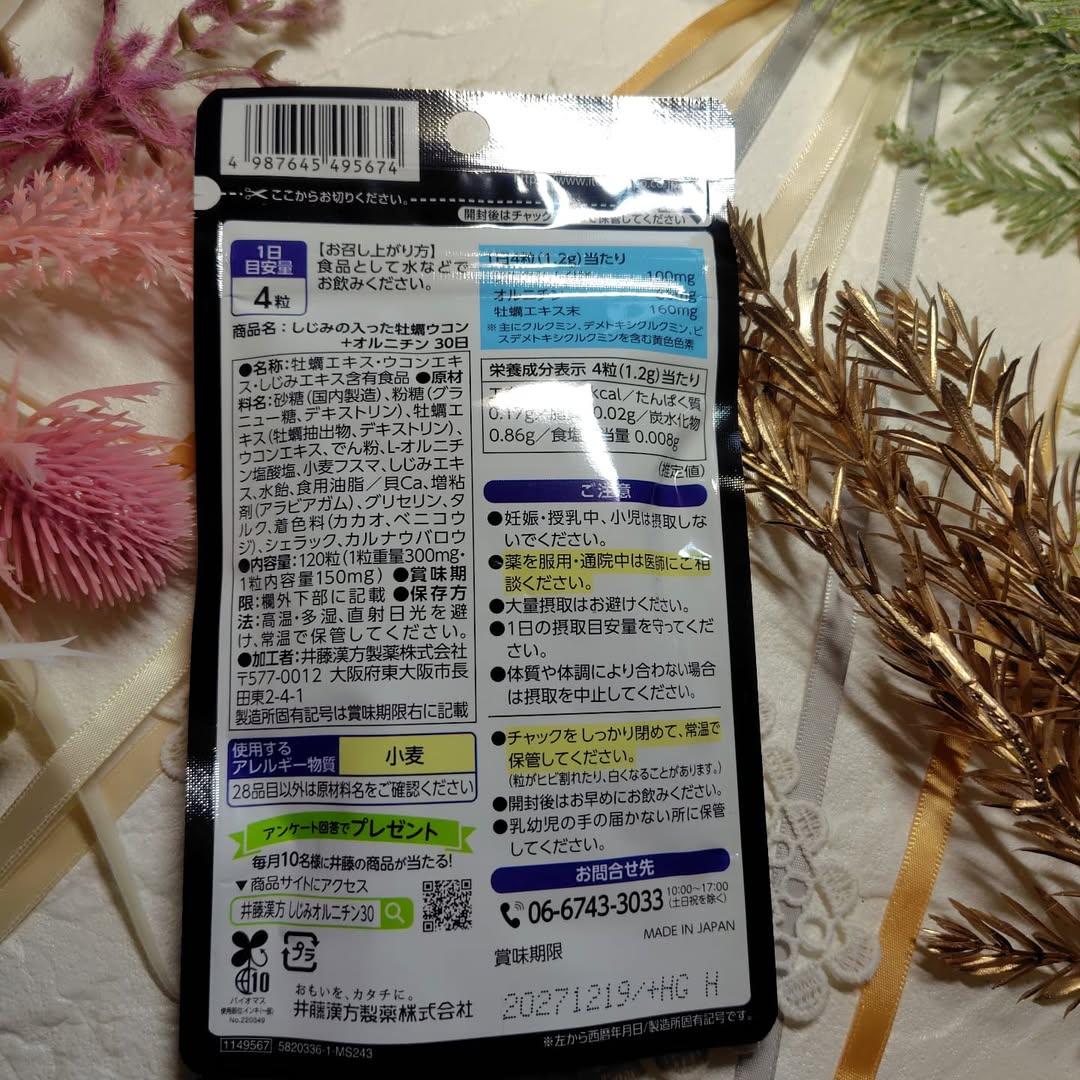 4 987645 495674
ここからお切りください。
開封後はチャック
保管してください
1日
目安量
4粒
【お召し上がり方】
食品として水などで
お飲みください。
商品名：しじみの入った牡蠣ウコン
+オルニチン 30日
●名称：牡蠣エキス・ウコンエキ
ス・しじみエキス含有食品 ●原材
料名：砂糖(国内製造)、粉糖(グラ
ニュー糖、デキストリン)、牡蠣エ
キス(牡蠣抽出物、デキストリン)、
ウコンエキス、でん粉、L-オルニチ
ン塩酸塩、小麦フスマ、しじみエキ
ス、水飴、食用油脂／貝Ca、増粘
剤(アラビアガム)、グリセリン、タ
ルク、着色料(カカオ、ベニコウ
ジ)、シェラック、カルナウバロウ
●内容量：120粒(1粒重量300mg・
1粒内容量150mg) ●賞味期
限：欄外下部に記載 ●保存方
法：高温・多湿、直射日光を避
け、常温で保管してください。
●加工者：井藤漢方製薬株式会社
〒577-0012 大阪府東大阪市長
田東2-4-1
製造所固有記号は賞味期限右に記載
使用する
アレルギー物質
小麦
28品目以外は原材料名をご確認ください
アンケート回答でプレゼント
毎月10名様に井藤の商品が当たる!
▼商品サイトにアクセス
井藤漢方 しじみオルニチン30
10
バイオマス
使用部位:インキ(一部)
No.220349
プラ
おもいを、カタチに。
井藤漢方製薬株式会社
1149567 5820336-1-MS243
1日4粒(1.2g)当たり
100mg
オルニチン
牡蠣エキス末 160mg
※主にクルクミン、デメトキシクルクミン、ビ
スデメトキシクルクミンを含む黄色色素
栄養成分表示 4粒(1.2g)当たり
kcal／たんぱく質
0.17g／ 0.02g／炭水化物
0.86g／食塩 当量 0.008g
(推定値)
ご注意
●妊娠・授乳中、小児は摂取しな
いでください。
●薬を服用・通院中は医師にご相
談ください。
●大量摂取はお避けください。
●1日の摂取目安量を守ってくだ
さい。
●体質や体調により合わない場合
は摂取を中止してください。
●チャックをしっかり閉めて、常温で
保管してください。
(粒がヒビ割れたり、白くなることがあります。)
●開封後はお早めにお飲みください。
●乳幼児の手の届かない所に保管
してください。
お問合せ先
06-6743-3033 10:00～17:00
(土日祝を除く)
MADE IN JAPAN
賞味期限
20271219/+HG H
※左から西暦年月日/製造所固有記号です。